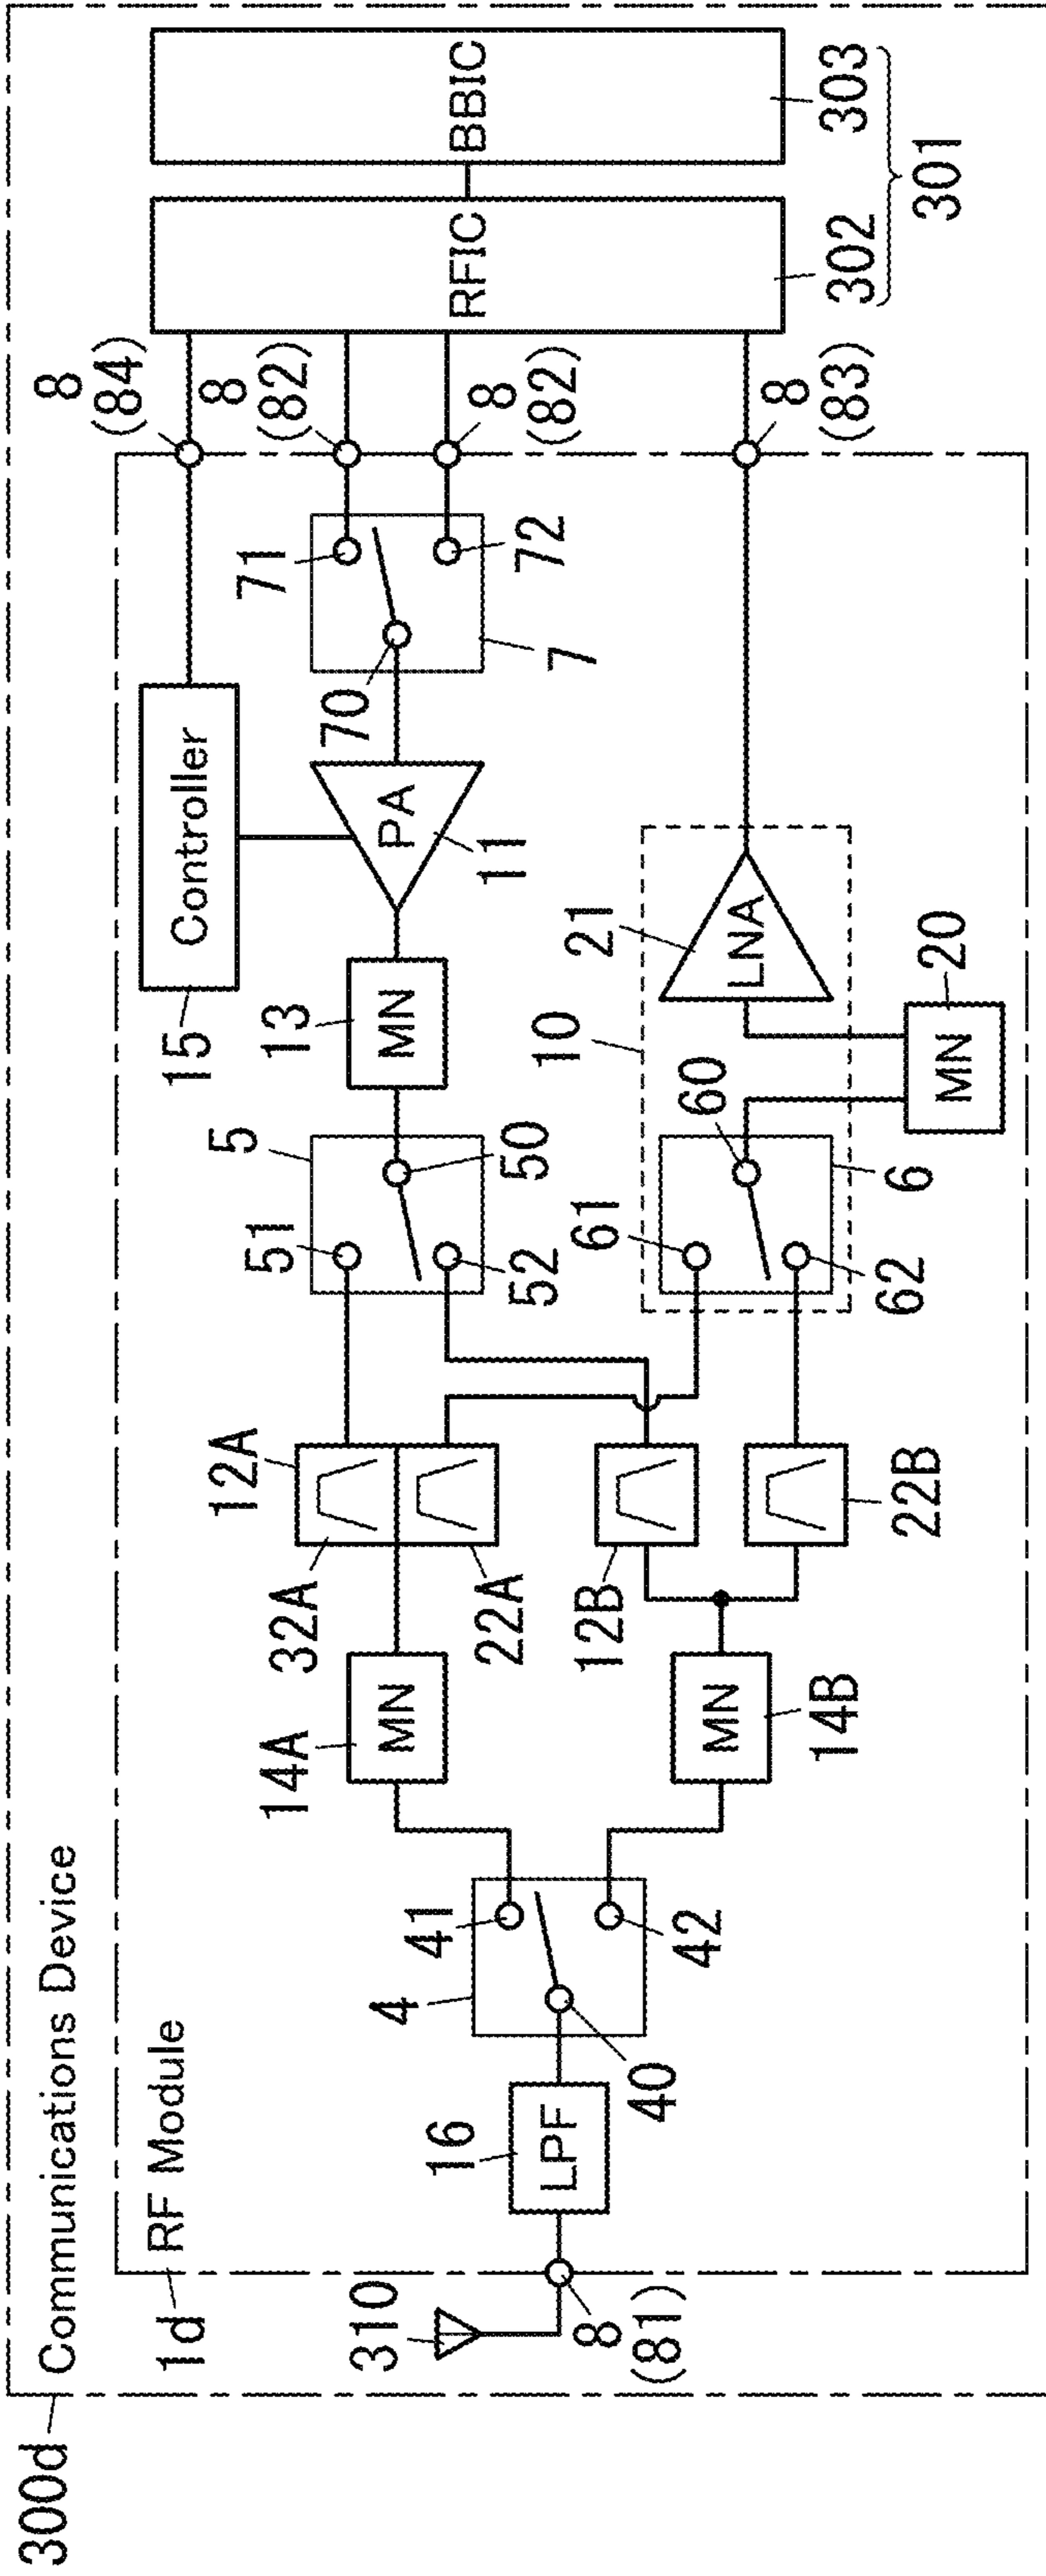 300d
Communications Device
1d
RF Module
310
8
(81)
16
LPF
40
4
41
42
14A
MN
14B
MN
32A
12A
22A
12B
22B
5
51
50
52
61
60
62
6
10
13
MN
21
LNA
20
MN
15
Controller
PA
11
70
71
72
7
8
(84)
8
(82)
8
(82)
8
(83)
RFIC
BBIC
302
303
301